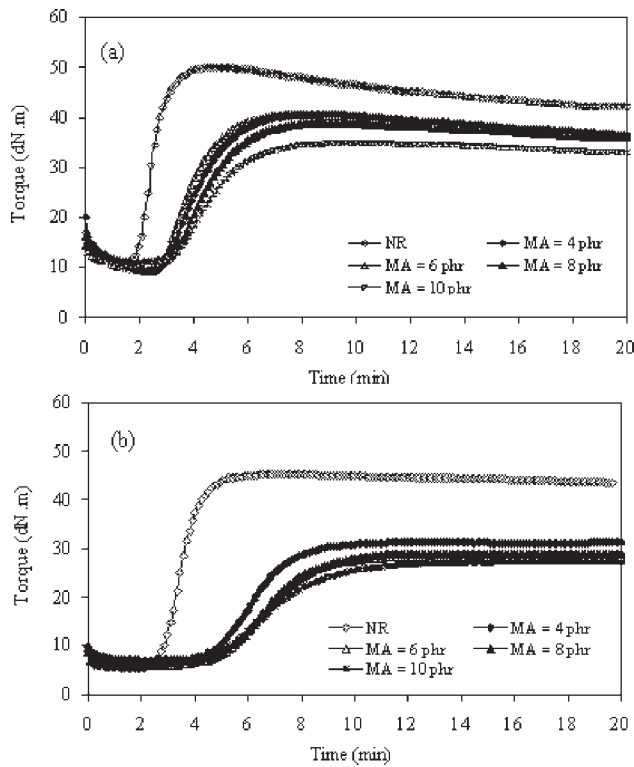 60
(a)
50
40
30
20
10
0
Torque (dN.m)
NR
MA = 4 phr
MA = 6 phr
MA = 8 phr
MA = 10 phr
0 2 4 6 8 10 12 14 16 18 20
Time (min)
60
(b)
50
40
30
20
10
0
Torque (dN.m)
NR
MA = 4 phr
MA = 6 phr
MA = 8 phr
MA = 10 phr
0 2 4 6 8 10 12 14 16 18 20
Time (min)